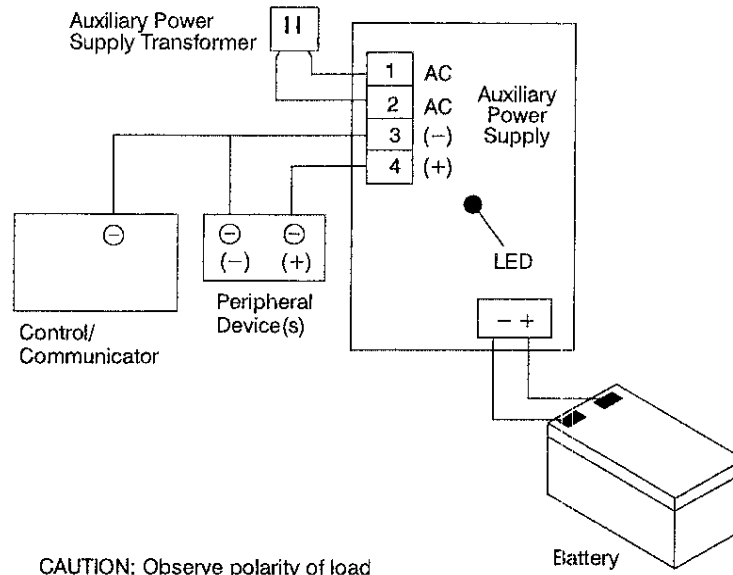 Auxiliary Power
Supply Transformer
1 AC
2 AC
3 (−)
4 (+)
Auxiliary
Power
Supply
LED
(−) (+)
Peripheral
Device(s)
Control/
Communicator
− +
Battery
CAUTION: Observe polarity of load